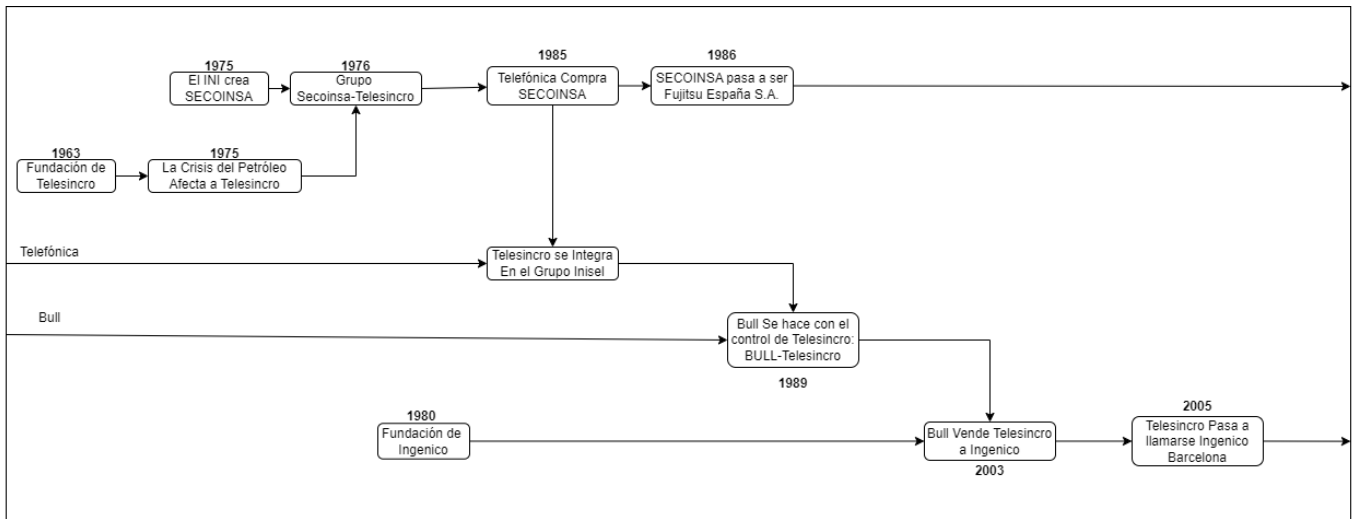 1975
El INI crea
SECOINSA
1976
Grupo
Secoinsa-Telesincro
1985
Telefónica Compra
SECOINSA
1986
SECOINSA pasa a ser
Fujitsu España S.A.
1963
Fundación de
Telesincro
1975
La Crisis del Petróleo
Afecta a Telesincro
Telefónica
Telesincro se Integra
En el Grupo Inisel
Bull
Bull Se hace con el
control de Telesincro:
BULL-Telesincro
1989
1980
Fundación de
Ingenico
Bull Vende Telesincro
a Ingenico
2003
2005
Telesincro Pasa a
llamarse Ingenico
Barcelona